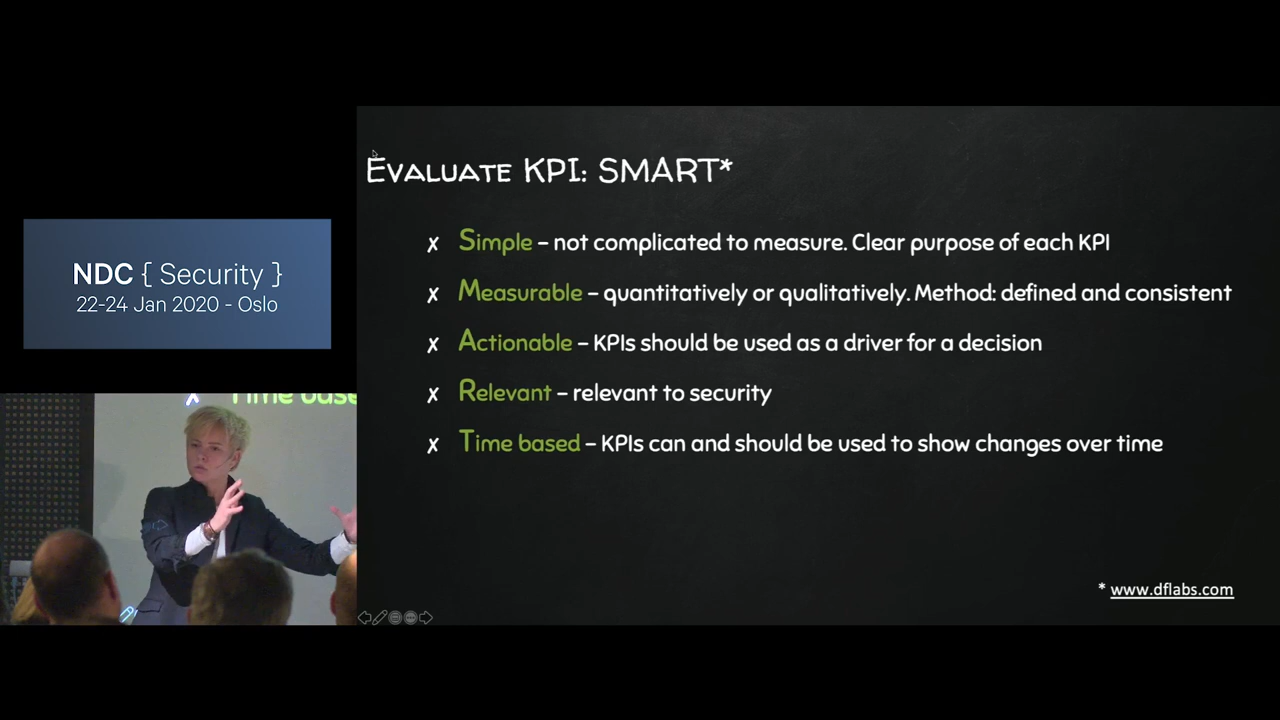 Evaluate KPI: SMART*
NDC { Security }
22-24 Jan 2020 - Oslo
✗ Simple – not complicated to measure. Clear purpose of each KPI
✗ Measurable – quantitatively or qualitatively. Method: defined and consistent
✗ Actionable – KPIs should be used as a driver for a decision
✗ Relevant – relevant to security
✗ Time based – KPIs can and should be used to show changes over time
Time base
* www.dflabs.com